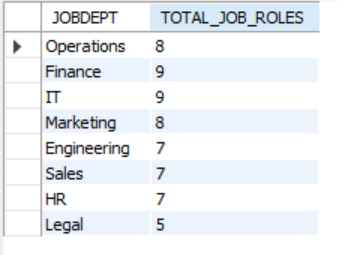 JOBDEPT TOTAL_JOB_ROLES
Operations 8
Finance 9
IT 9
Marketing 8
Engineering 7
Sales 7
HR 7
Legal 5